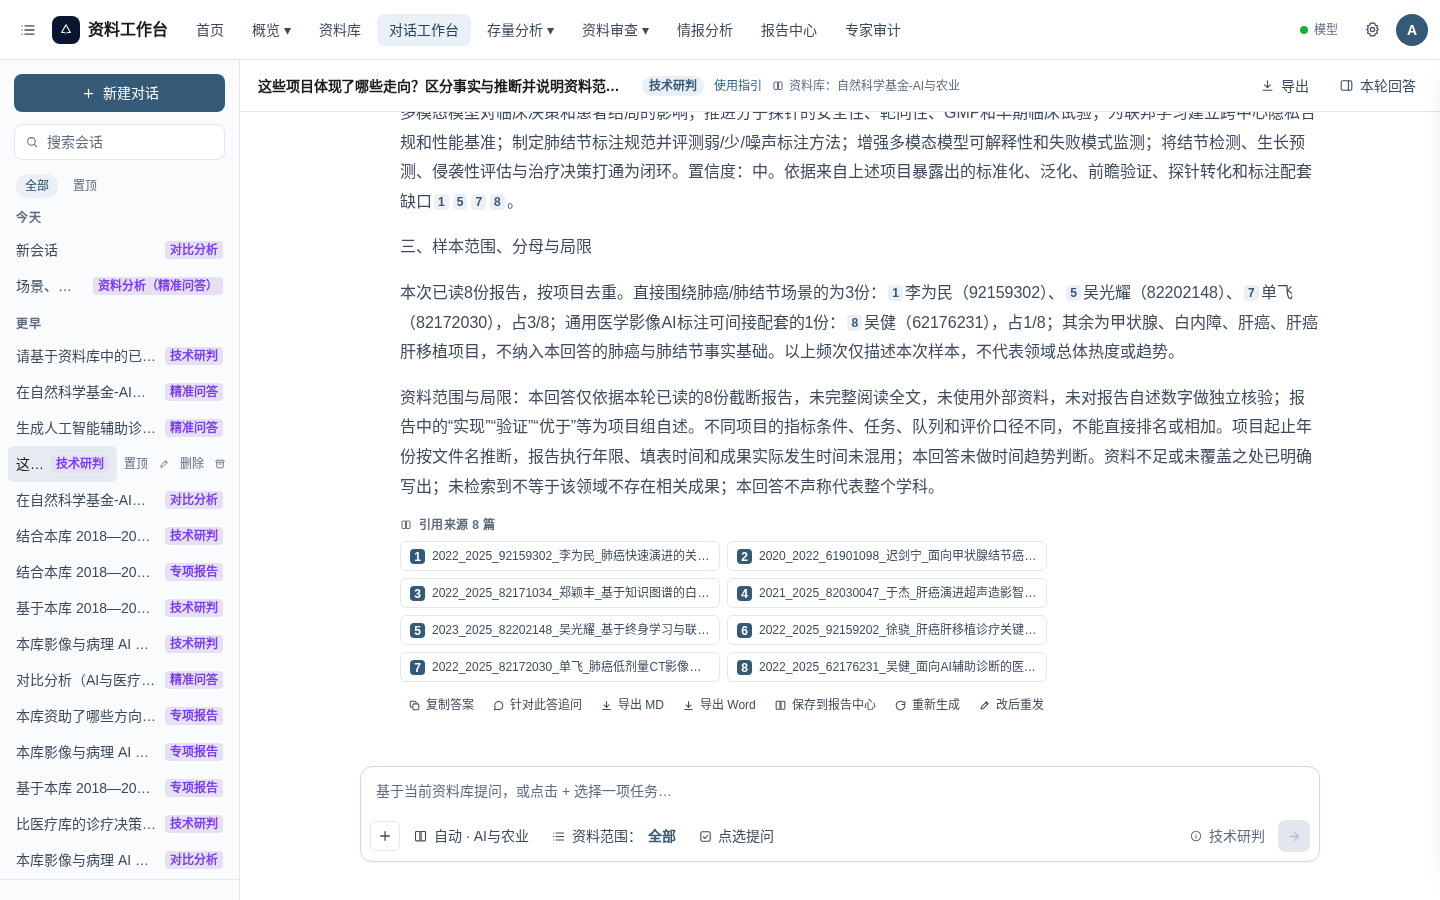 资料工作台
首页
概览 ▾
资料库
对话工作台
存量分析 ▾
资料审查 ▾
情报分析
报告中心
专家审计
模型
A
+ 新建对话
搜索会话
全部 置顶
今天
新会话 对比分析
场景、… 资料分析（精准问答）
更早
请基于资料库中的已… 技术研判
在自然科学基金-AI… 精准问答
生成人工智能辅助诊… 精准问答
这… 技术研判 置顶 删除
在自然科学基金-AI… 对比分析
结合本库 2018—20… 技术研判
结合本库 2018—20… 专项报告
基于本库 2018—20… 技术研判
本库影像与病理 AI … 技术研判
对比分析（AI与医疗… 精准问答
本库资助了哪些方向… 专项报告
本库影像与病理 AI … 专项报告
基于本库 2018—20… 专项报告
比医疗库的诊疗决策… 技术研判
本库影像与病理 AI … 对比分析
这些项目体现了哪些走向？区分事实与推断并说明资料范… 技术研判 使用指引 资料库：自然科学基金-AI与农业 导出 本轮回答
多模态模型对临床决策和患者结局的影响；推进分子探针的安全性、靶向性、GMP和早期临床试验；为联邦学习建立跨中心隐私合
规和性能基准；制定肺结节标注规范并评测弱/少/噪声标注方法；增强多模态模型可解释性和失败模式监测；将结节检测、生长预
测、侵袭性评估与治疗决策打通为闭环。置信度：中。依据来自上述项目暴露出的标准化、泛化、前瞻验证、探针转化和标注配套
缺口 1 5 7 8 。
三、样本范围、分母与局限
本次已读8份报告，按项目去重。直接围绕肺癌/肺结节场景的为3份： 1 李为民（92159302）、 5 吴光耀（82202148）、 7 单飞
（82172030），占3/8；通用医学影像AI标注可间接配套的1份： 8 吴健（62176231），占1/8；其余为甲状腺、白内障、肝癌、肝癌
肝移植项目，不纳入本回答的肺癌与肺结节事实基础。以上频次仅描述本次样本，不代表领域总体热度或趋势。
资料范围与局限：本回答仅依据本轮已读的8份截断报告，未完整阅读全文，未使用外部资料，未对报告自述数字做独立核验；报
告中的“实现”“验证”“优于”等为项目组自述。不同项目的指标条件、任务、队列和评价口径不同，不能直接排名或相加。项目起止年
份按文件名推断，报告执行年限、填表时间和成果实际发生时间未混用；本回答未做时间趋势判断。资料不足或未覆盖之处已明确
写出；未检索到不等于该领域不存在相关成果；本回答不声称代表整个学科。
引用来源 8 篇
1 2022_2025_92159302_李为民_肺癌快速演进的关…
2 2020_2022_61901098_迟剑宁_面向甲状腺结节癌…
3 2022_2025_82171034_郑颖丰_基于知识图谱的白…
4 2021_2025_82030047_于杰_肝癌演进超声造影智…
5 2023_2025_82202148_吴光耀_基于终身学习与联…
6 2022_2025_92159202_徐骁_肝癌肝移植诊疗关键…
7 2022_2025_82172030_单飞_肺癌低剂量CT影像…
8 2022_2025_62176231_吴健_面向AI辅助诊断的医…
复制答案 针对此答追问 导出 MD 导出 Word 保存到报告中心 重新生成 改后重发
基于当前资料库提问，或点击 + 选择一项任务…
+ 自动 · AI与农业 资料范围： 全部 点选提问 技术研判